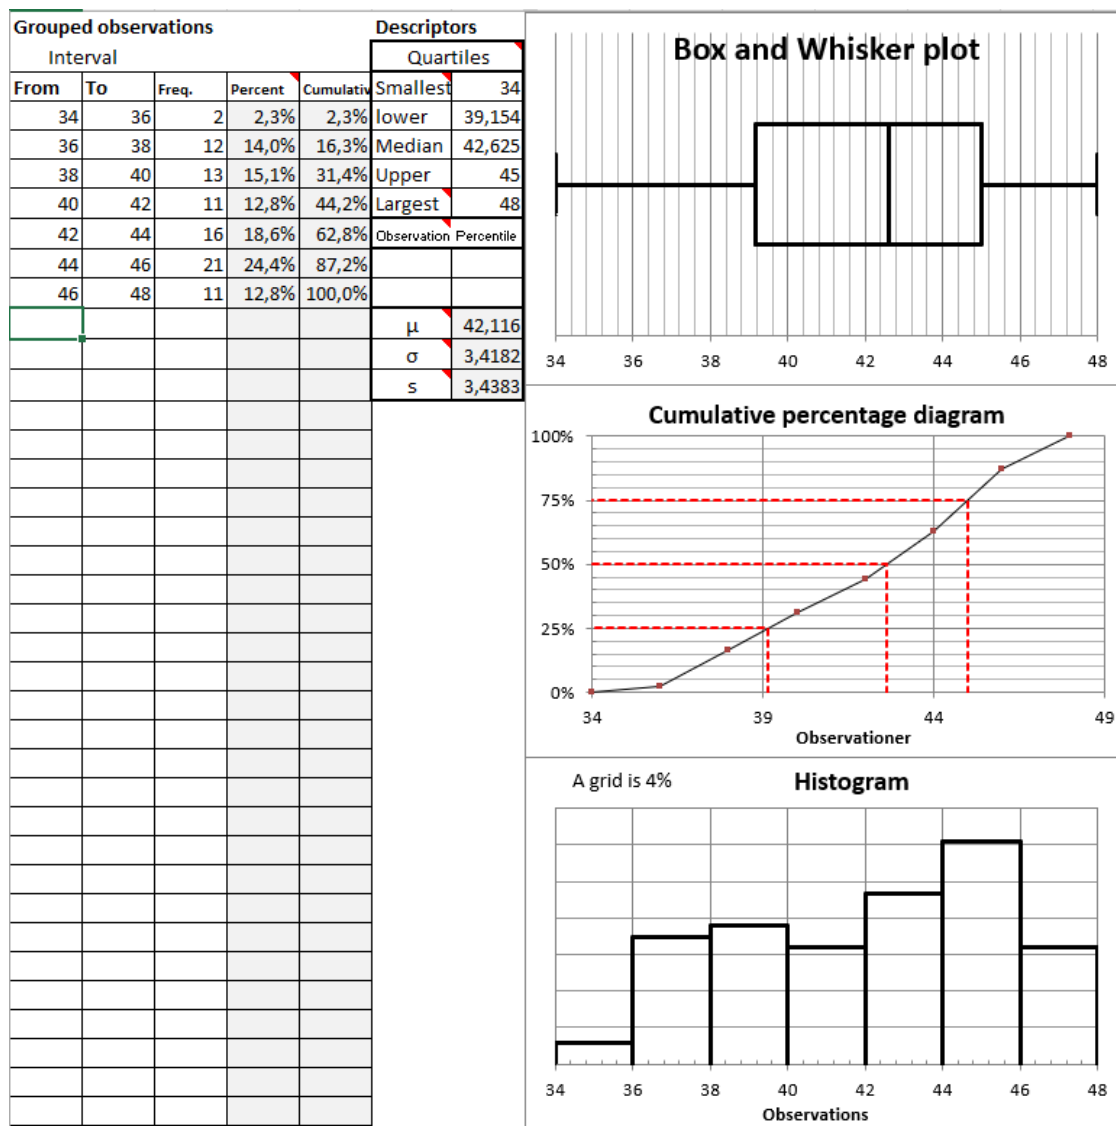 Grouped observations
Interval
From To Freq. Percent Cumulativ
34 36 2 2,3% 2,3%
36 38 12 14,0% 16,3%
38 40 13 15,1% 31,4%
40 42 11 12,8% 44,2%
42 44 16 18,6% 62,8%
44 46 21 24,4% 87,2%
46 48 11 12,8% 100,0%
Descriptors
Quartiles
Smallest 34
lower 39,154
Median 42,625
Upper 45
Largest 48
Observation Percentile
μ 42,116
σ 3,4182
s 3,4383
Box and Whisker plot
34 36 38 40 42 44 46 48
Cumulative percentage diagram
100%
75%
50%
25%
0%
34 39 44 49
Observationer
A grid is 4% Histogram
34 36 38 40 42 44 46 48
Observations